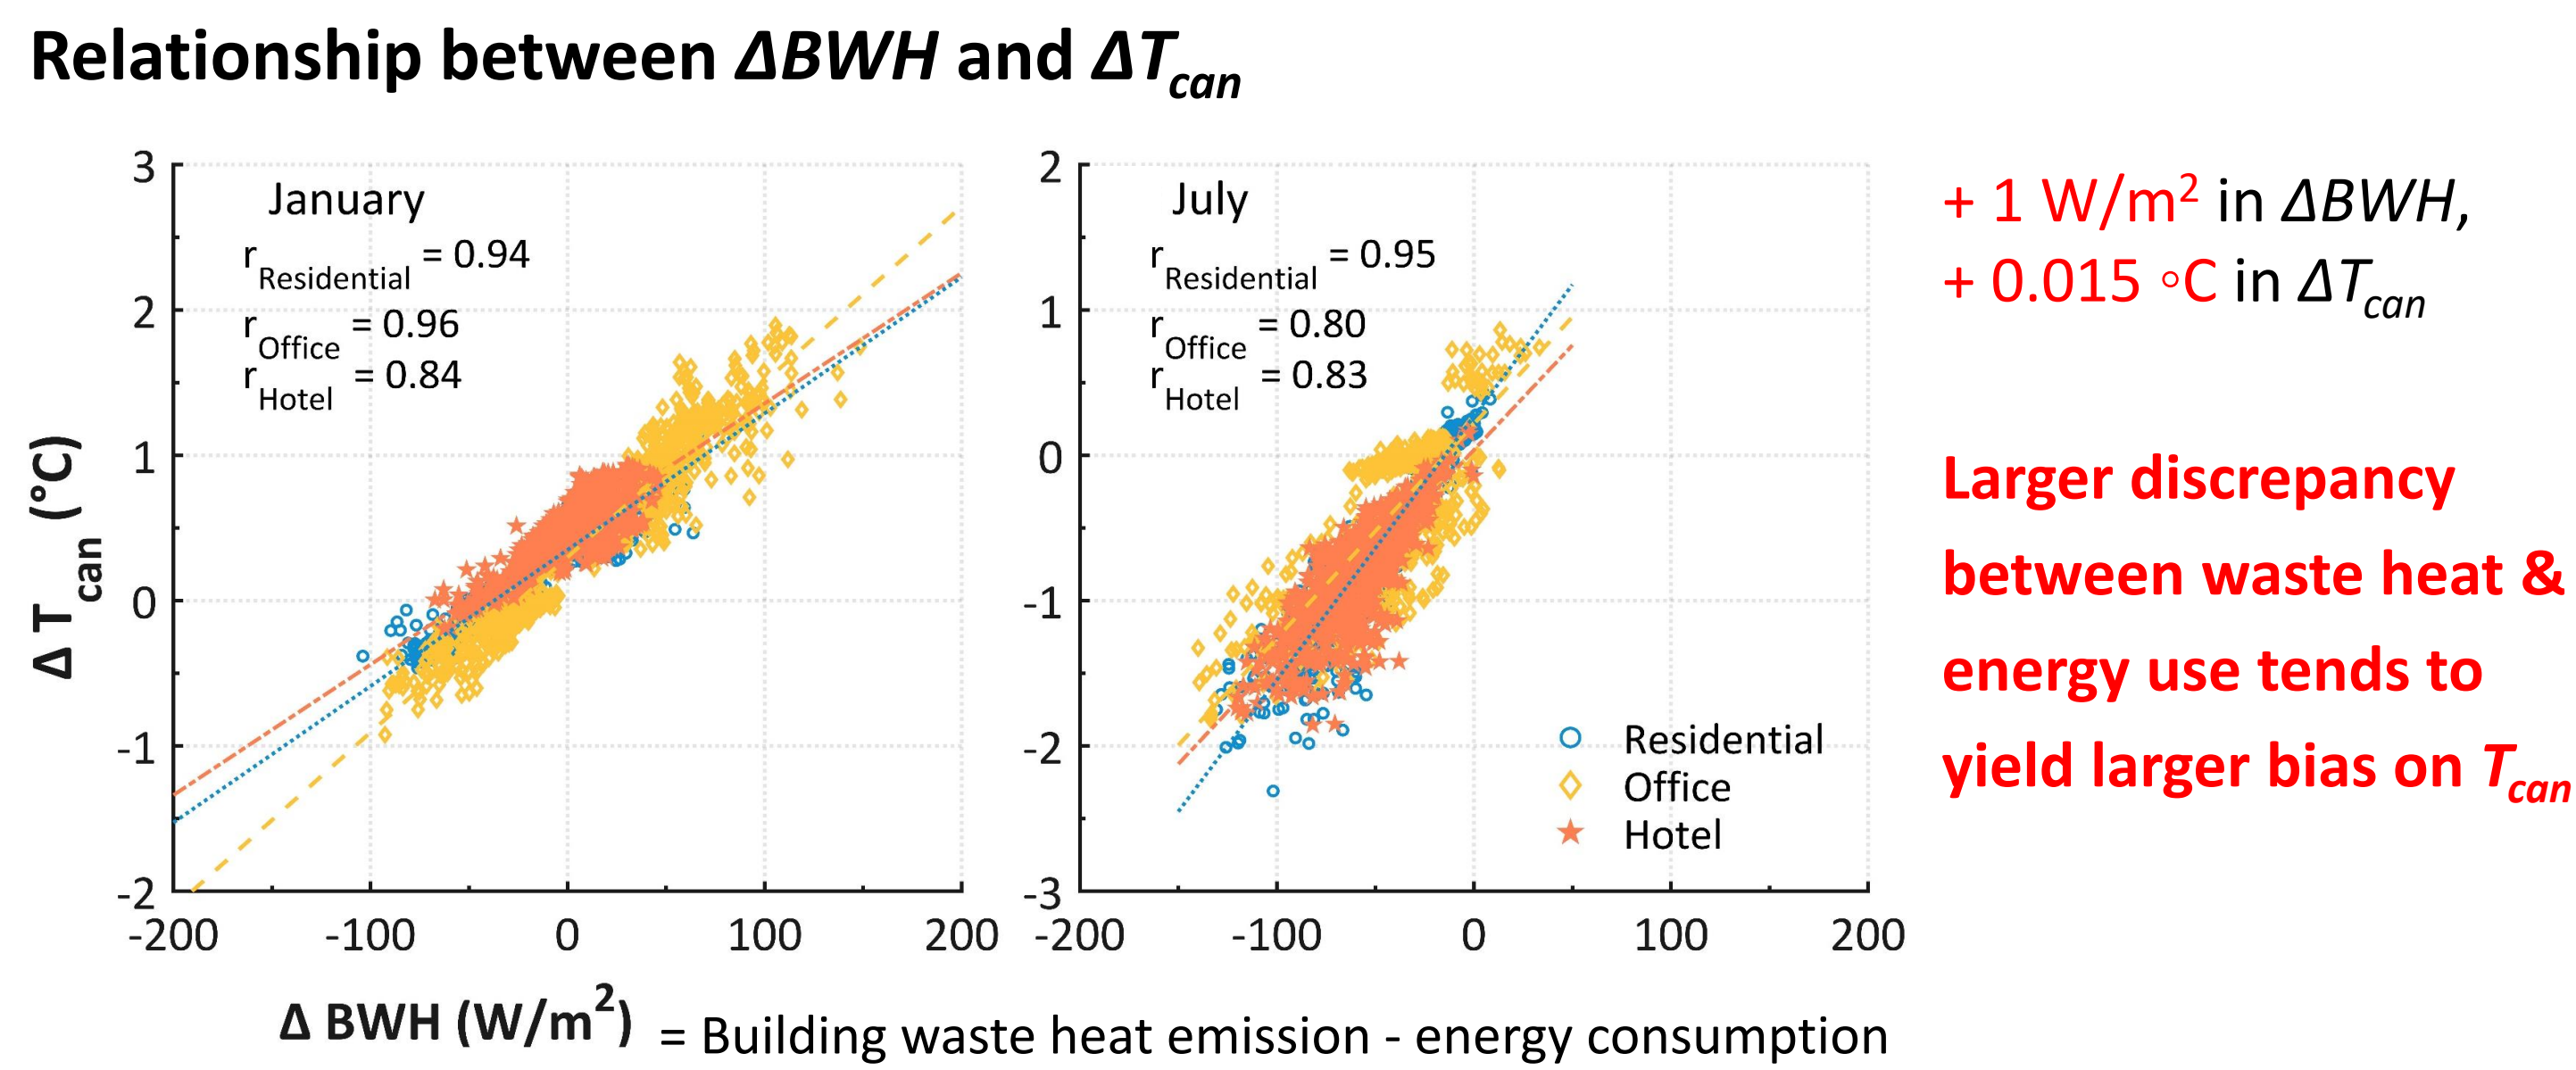 Relationship between ΔBWH and ΔTcan
3
2
1
0
-1
-2
-200
-100
0
100
200
January
rResidential = 0.94
rOffice = 0.96
rHotel = 0.84
Δ Tcan (°C)
2
1
0
-1
-2
-3
-200
-100
0
100
200
July
rResidential = 0.95
rOffice = 0.80
rHotel = 0.83
Residential
Office
Hotel
Δ BWH (W/m²) = Building waste heat emission - energy consumption
+ 1 W/m² in ΔBWH,
+ 0.015 °C in ΔTcan
Larger discrepancy
between waste heat &
energy use tends to
yield larger bias on Tcan